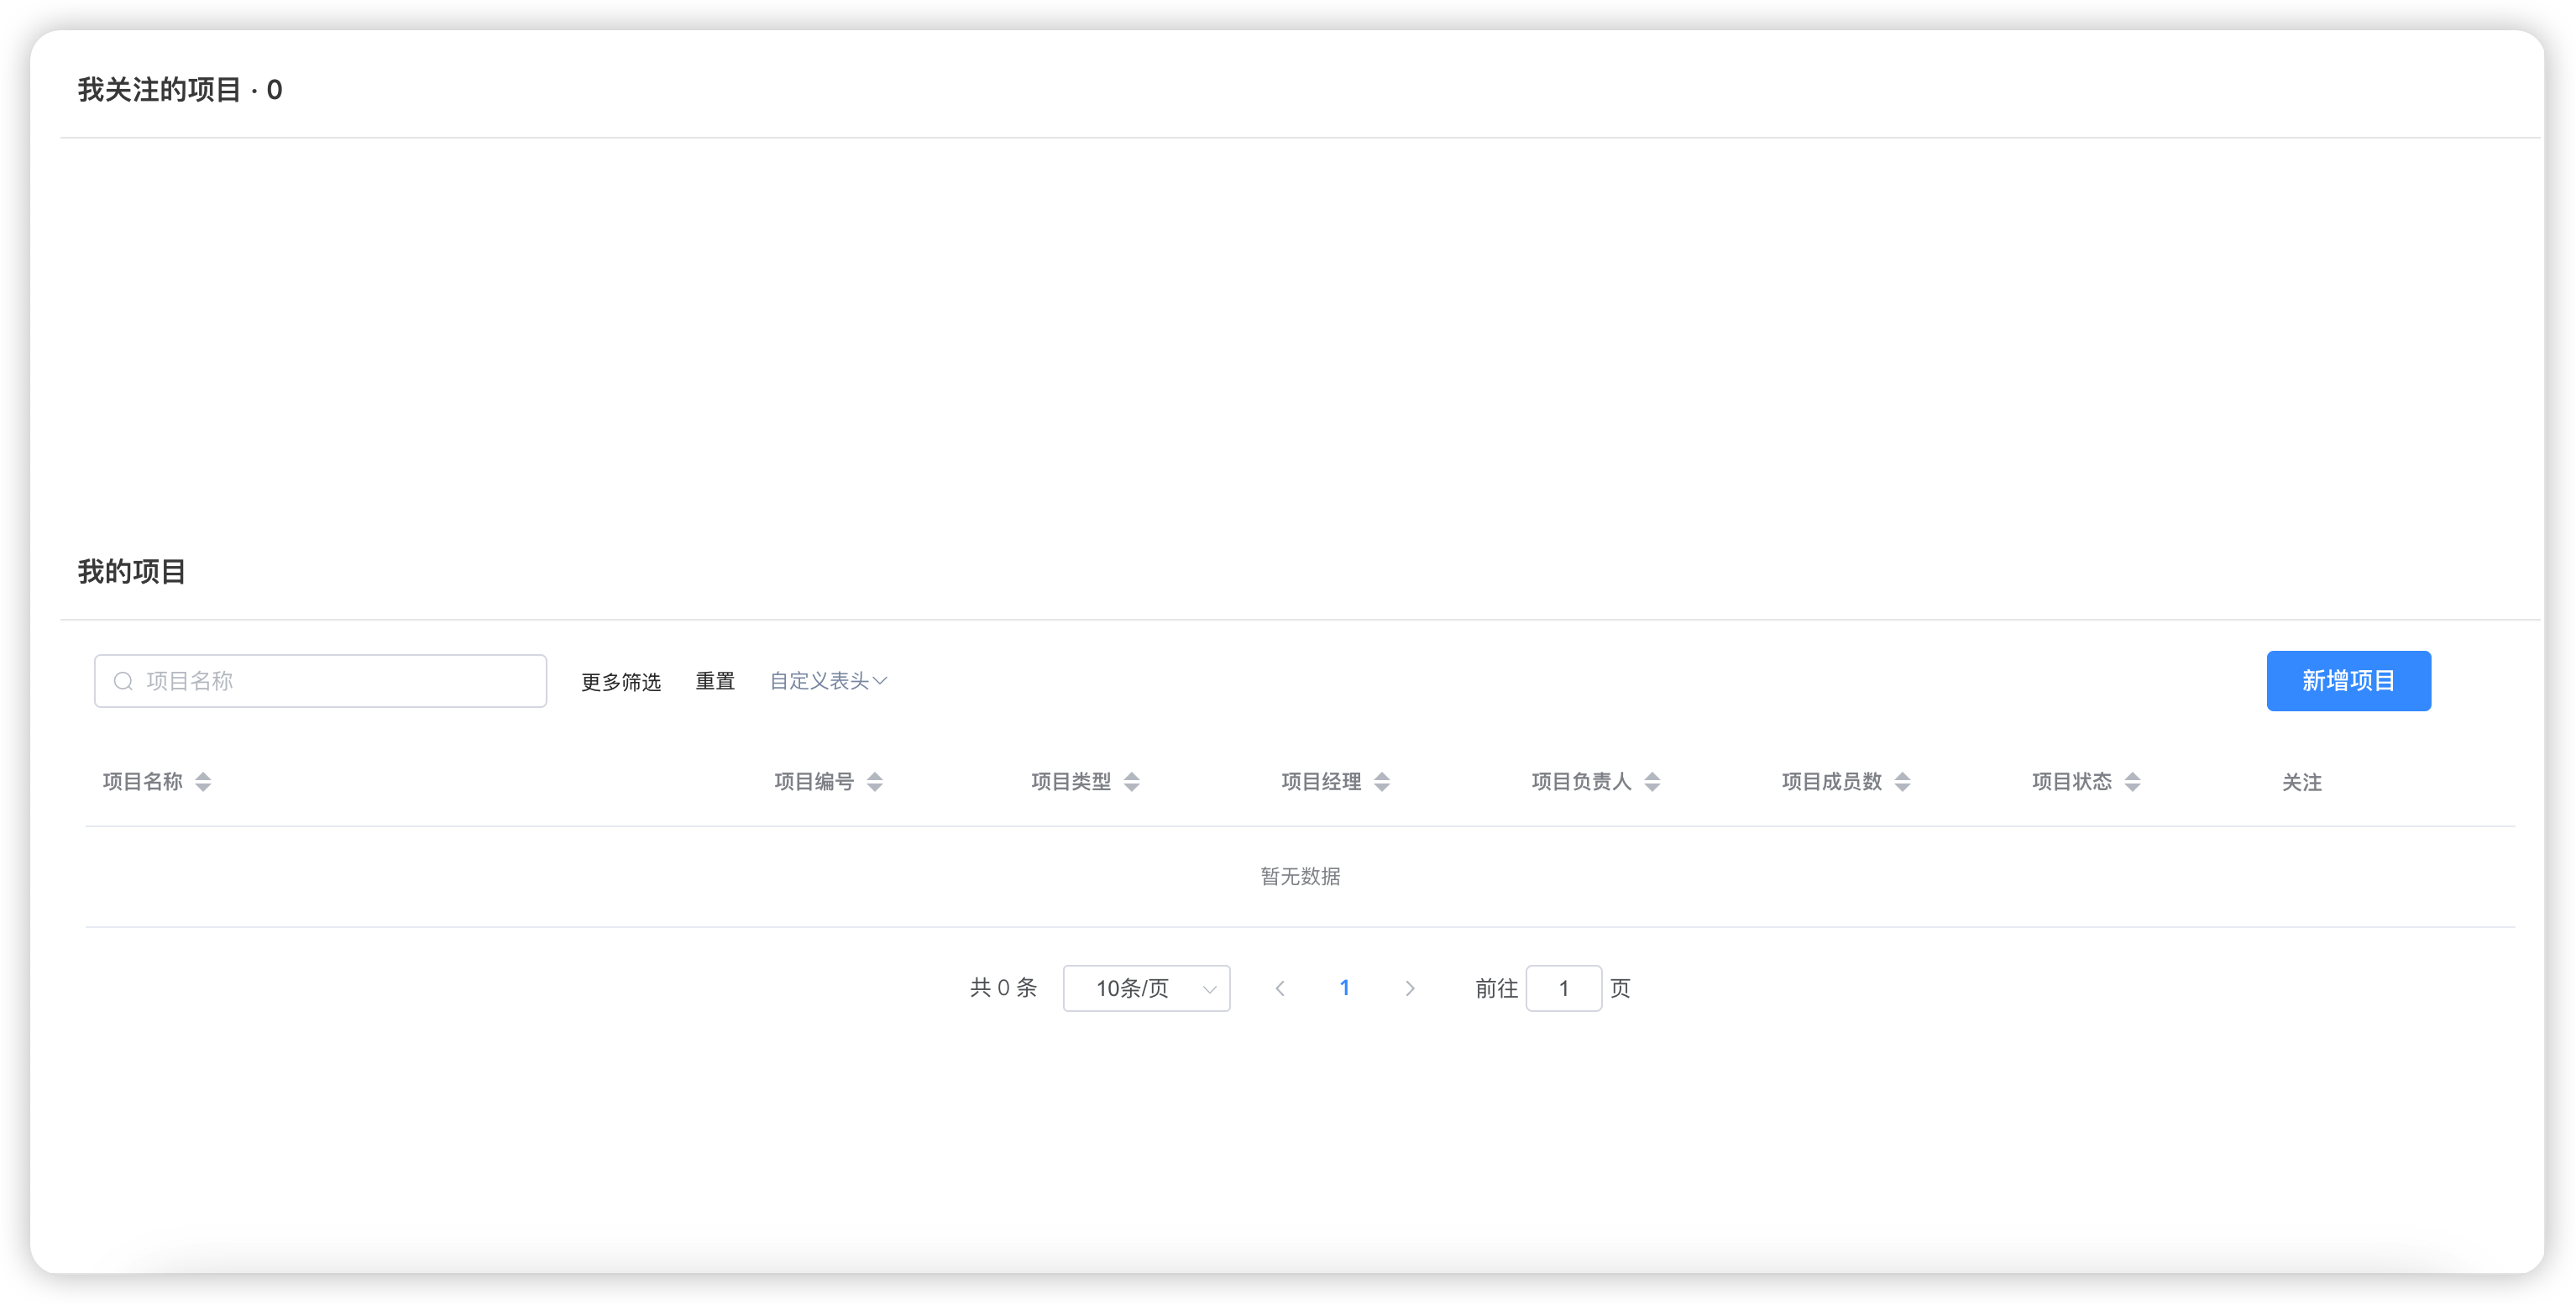 我关注的项目 · 0
我的项目
项目名称 更多筛选 重置 自定义表头 新增项目
项目名称 项目编号 项目类型 项目经理 项目负责人 项目成员数 项目状态 关注
暂无数据
共 0 条 10条/页 1 前往 1 页